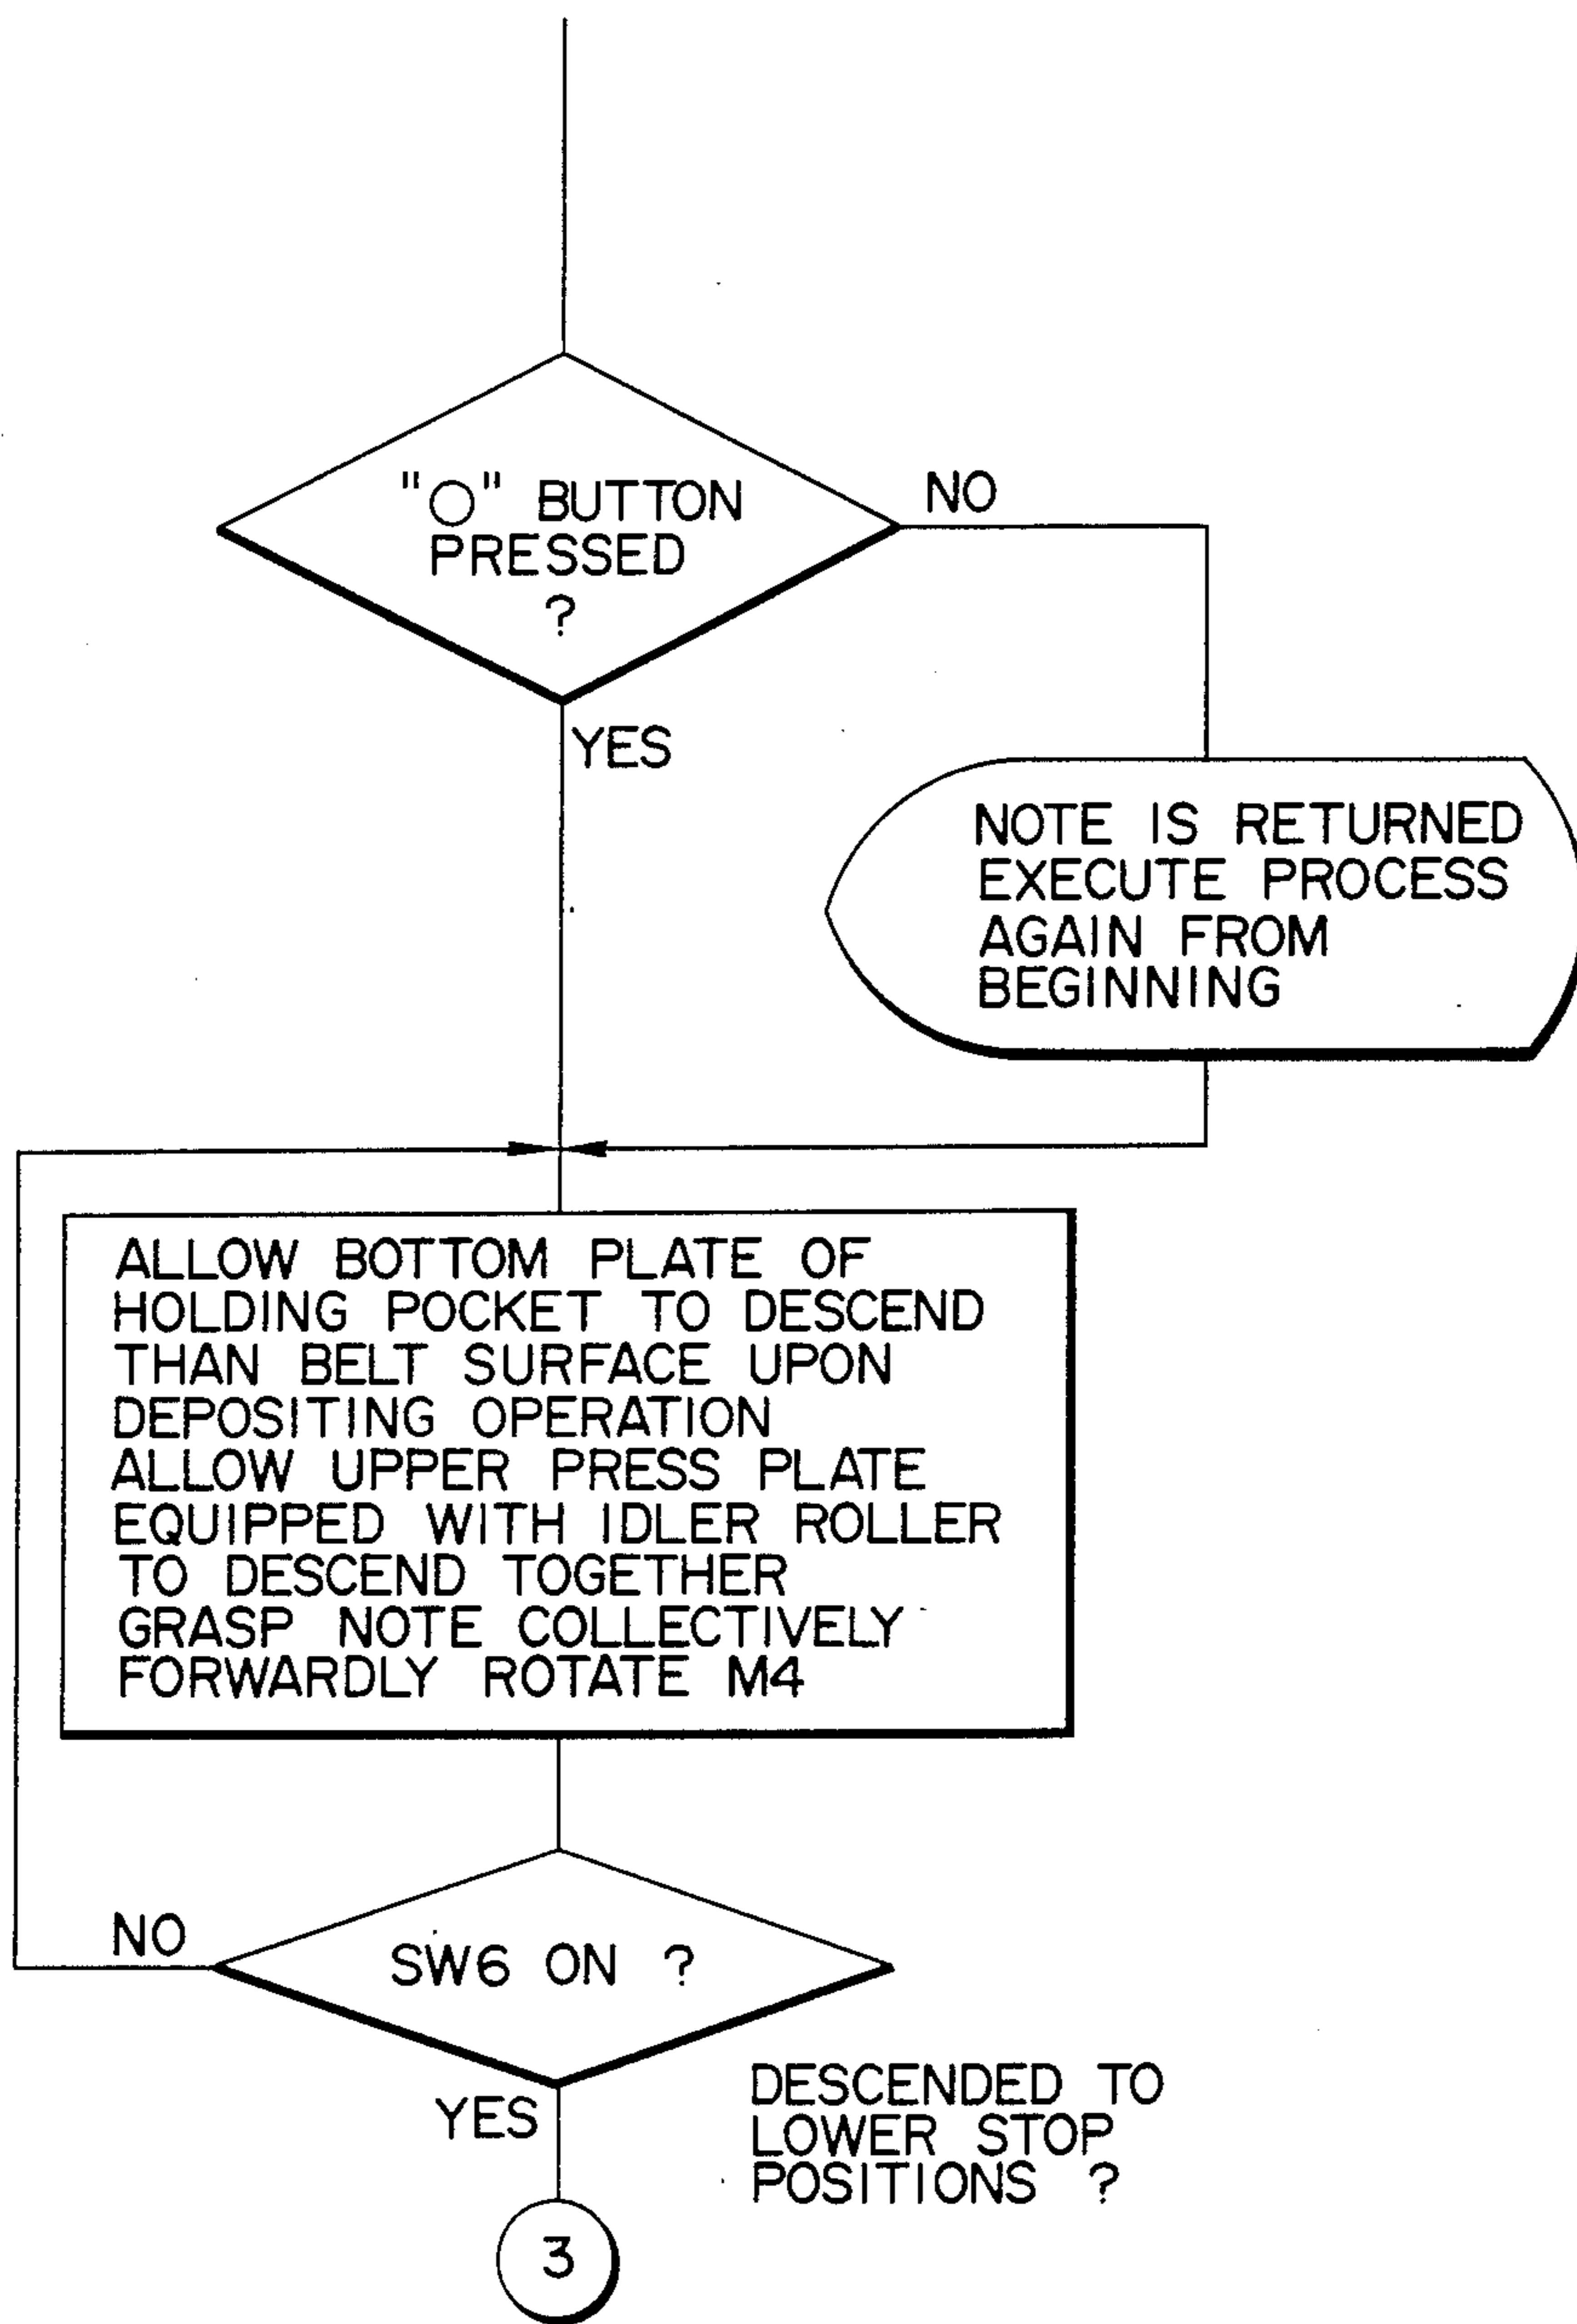 "○" BUTTON
PRESSED
?
NO
YES
NOTE IS RETURNED
EXECUTE PROCESS
AGAIN FROM
BEGINNING
ALLOW BOTTOM PLATE OF
HOLDING POCKET TO DESCEND
THAN BELT SURFACE UPON
DEPOSITING OPERATION
ALLOW UPPER PRESS PLATE
EQUIPPED WITH IDLER ROLLER
TO DESCEND TOGETHER
GRASP NOTE COLLECTIVELY
FORWARDLY ROTATE M4
NO
SW6 ON ?
YES
DESCENDED TO
LOWER STOP
POSITIONS ?
3